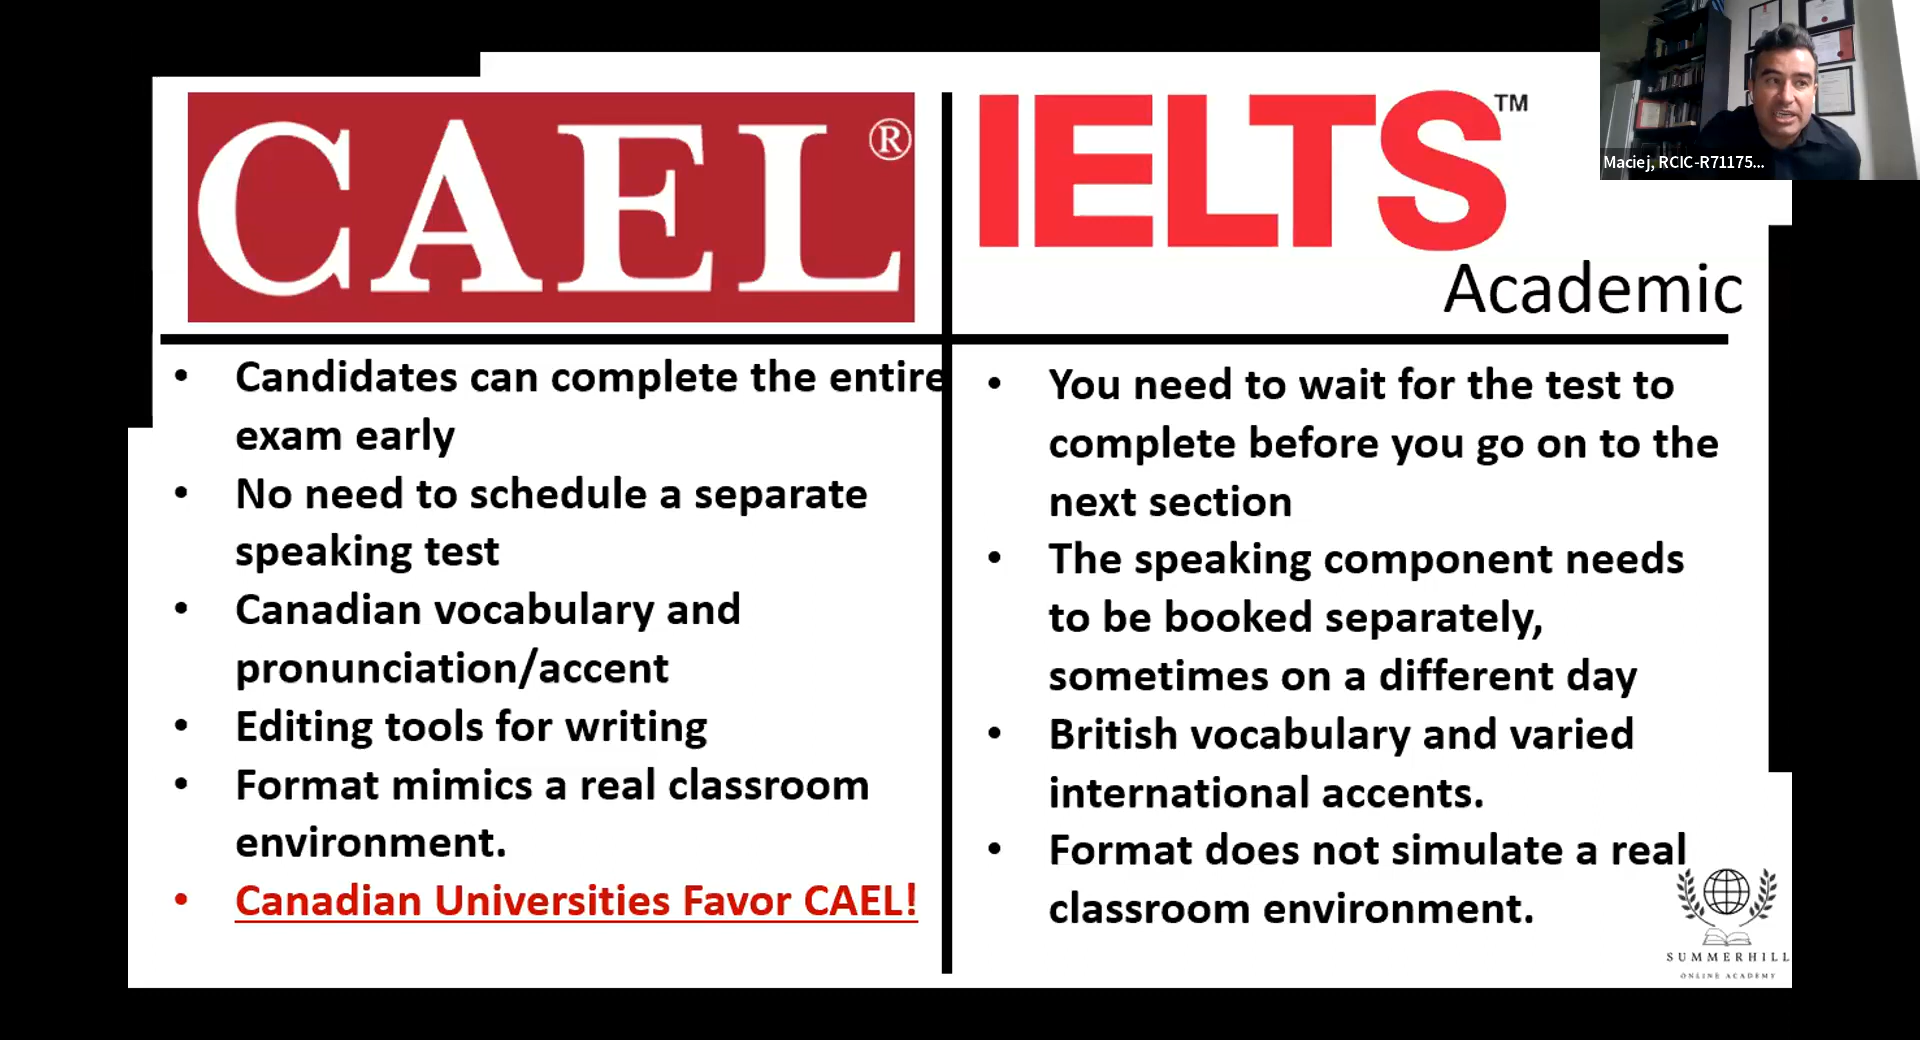 CAEL®
IELTS™
Academic
Maciej, RCIC-R71175...
• Candidates can complete the entire
exam early
• No need to schedule a separate
speaking test
• Canadian vocabulary and
pronunciation/accent
• Editing tools for writing
• Format mimics a real classroom
environment.
• Canadian Universities Favor CAEL!
• You need to wait for the test to
complete before you go on to the
next section
• The speaking component needs
to be booked separately,
sometimes on a different day
• British vocabulary and varied
international accents.
• Format does not simulate a real
classroom environment.
SUMMERHILL
ONLINE ACADEMY